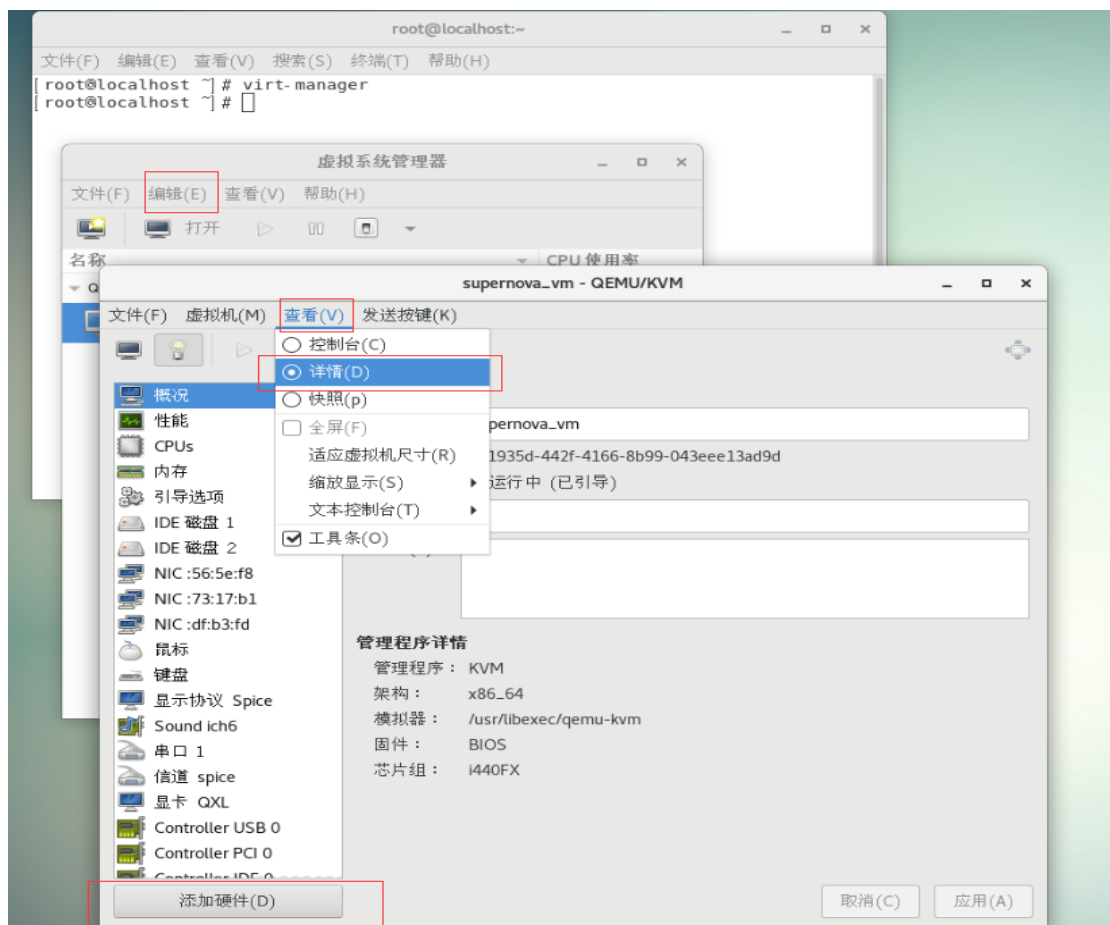 root@localhost:~
文件(F) 编辑(E) 查看(V) 搜索(S) 终端(T) 帮助(H)
[root@localhost ~]# virt-manager
[root@localhost ~]#
虚拟系统管理器
文件(F) 编辑(E) 查看(V) 帮助(H)
打开
名称 CPU 使用率
supernova_vm - QEMU/KVM
文件(F) 虚拟机(M) 查看(V) 发送按键(K)
控制台(C)
详情(D)
快照(p)
全屏(F)
适应虚拟机尺寸(R)
缩放显示(S)
文本控制台(T)
工具条(O)
概况
性能
CPUs
内存
引导选项
IDE 磁盘 1
IDE 磁盘 2
NIC :56:5e:f8
NIC :73:17:b1
NIC :df:b3:fd
鼠标
键盘
显示协议 Spice
Sound ich6
串口 1
信道 spice
显卡 QXL
Controller USB 0
Controller PCI 0
Controller IDE 0
添加硬件(D)
pernova_vm
1935d-442f-4166-8b99-043eee13ad9d
运行中 (已引导)
管理程序详情
管理程序： KVM
架构： x86_64
模拟器： /usr/libexec/qemu-kvm
固件： BIOS
芯片组： i440FX
取消(C) 应用(A)